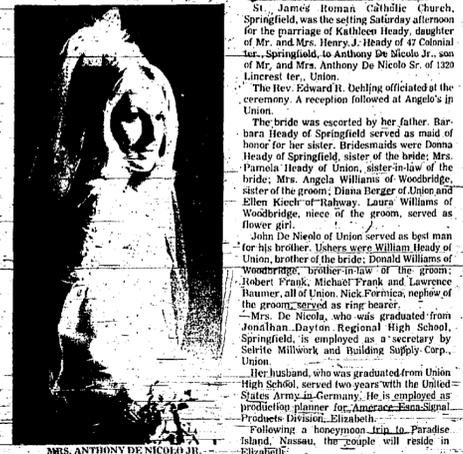 St. James Roman Catholic Church,
Springfield, was the setting Saturday afternoon
for the marriage of Kathleen Heady, daughter
of Mr. and Mrs. Henry J. Heady of 47 Colonial
ter., Springfield, to Anthony De Nicolo Jr., son
of Mr, and Mrs. Anthony De Nicolo Sr. of 1320
Lincrest ter., Union.
The Rev. Edward R. Oehling officiated at the
ceremony. A reception followed at Angelo's in
Union.
The bride was escorted by her father. Bar-
bara Heady of Springfield served as maid of
honor for her sister. Bridesmaids were Donna
Heady of Springfield, sister of the bride; Mrs.
Pamela Heady of Union, sister-in-law of the
bride; Mrs. Angela Williams of Woodbridge,
sister of the groom; Diana Berger of Union and
Ellen Kioch of Rahway. Laura Williams of
Woodbridge, niece of the groom, served as
flower girl.
John De Nicolo of Union served as best man
for his brother. Ushers were William Heady of
Union, brother of the bride; Donald Williams of
Woodbridge, brother-in-law of the groom;
Robert Frank, Michael Frank and Lawrence
Baumer, all of Union. Nick Formica, nephew of
the groom, served as ring bearer.
Mrs. De Nicola, who was graduated from
Jonathan Dayton Regional High School,
Springfield, is employed as a secretary by
Selrite Millwork and Building Supply Corp.,
Union.
Her husband, who was graduated from Union
High School, served two years with the United
States Army in Germany. He is employed as
production planner for Amerace Esna-Signal
Products Division, Elizabeth.
Following a honeymoon trip to Paradise
Island, Nassau, the couple will reside in
Elizabeth.
MRS. ANTHONY DE NICOLO JR.